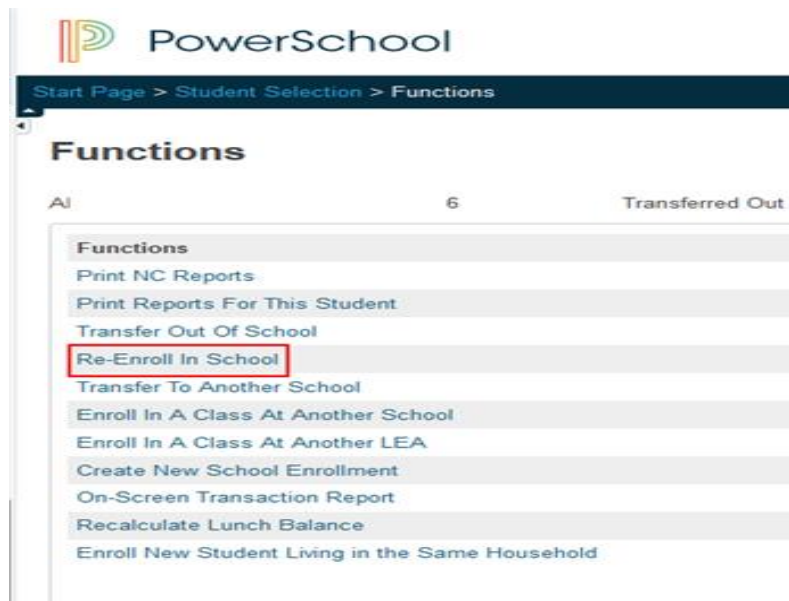 PowerSchool
Start Page > Student Selection > Functions
Functions
Al 6 Transferred Out
Functions
Print NC Reports
Print Reports For This Student
Transfer Out Of School
Re-Enroll In School
Transfer To Another School
Enroll In A Class At Another School
Enroll In A Class At Another LEA
Create New School Enrollment
On-Screen Transaction Report
Recalculate Lunch Balance
Enroll New Student Living in the Same Household